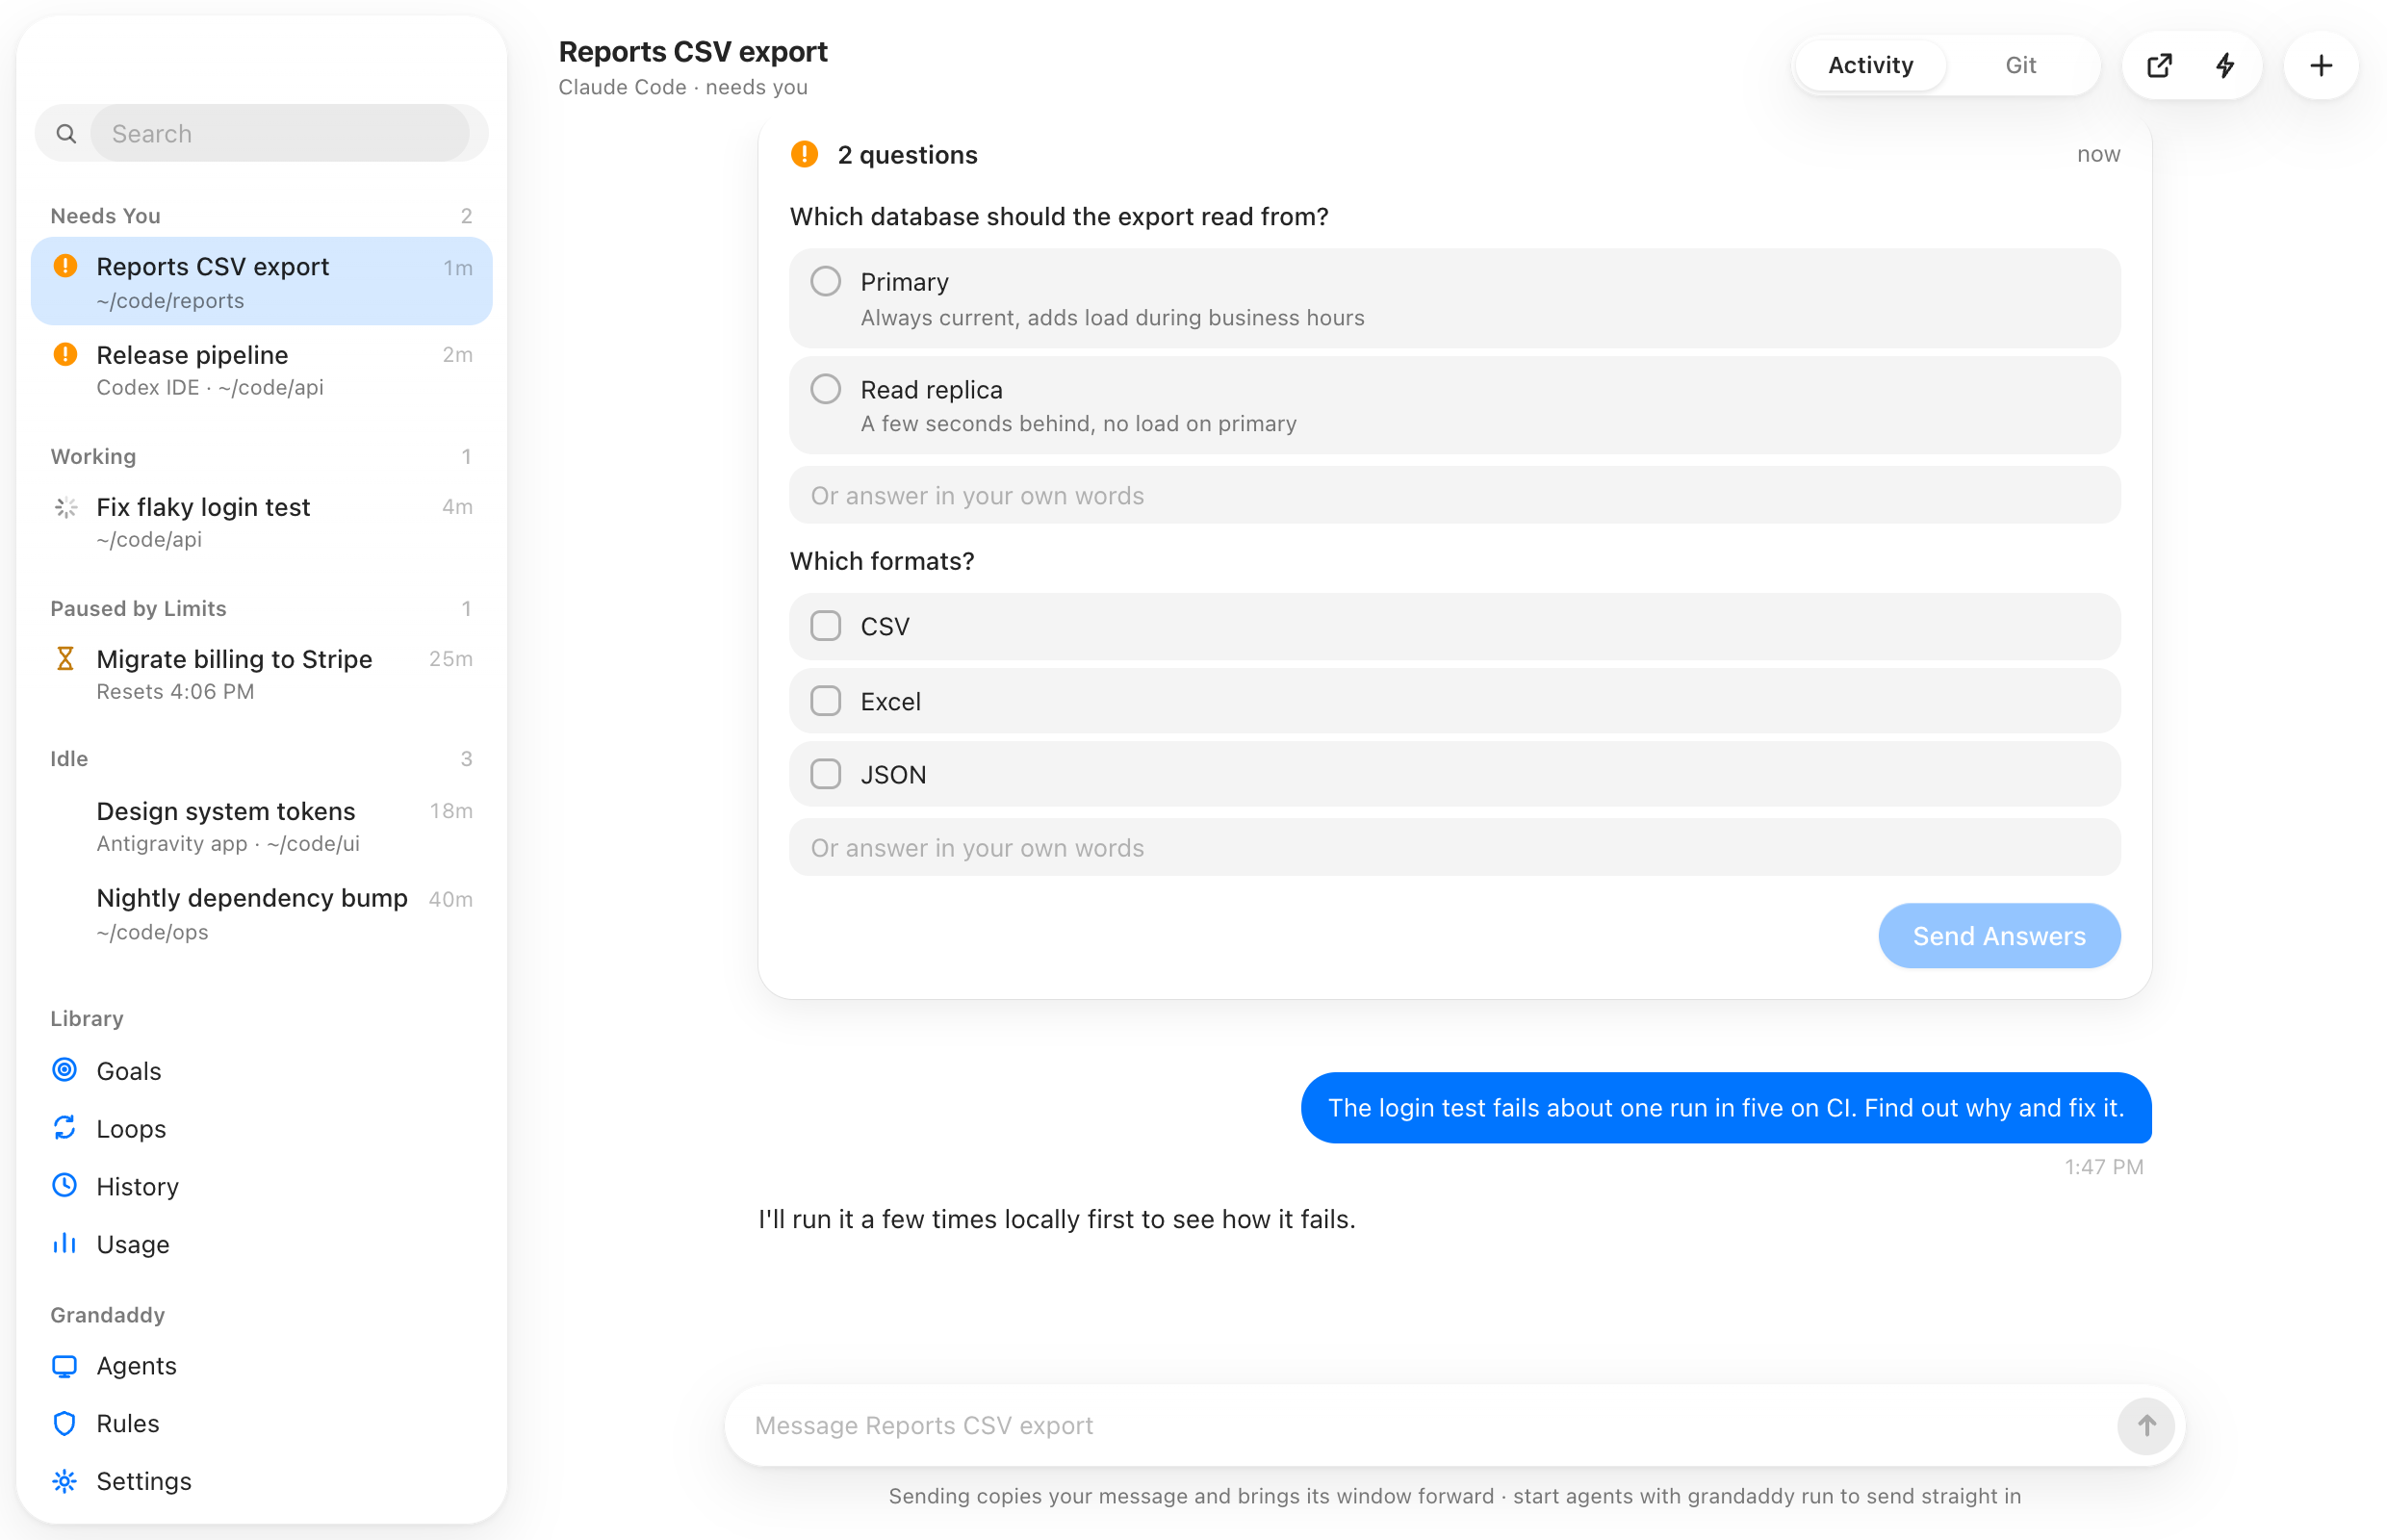 Search
Needs You 2
Reports CSV export 1m
~/code/reports
Release pipeline 2m
Codex IDE · ~/code/api
Working 1
Fix flaky login test 4m
~/code/api
Paused by Limits 1
Migrate billing to Stripe 25m
Resets 4:06 PM
Idle 3
Design system tokens 18m
Antigravity app · ~/code/ui
Nightly dependency bump 40m
~/code/ops
Library
Goals
Loops
History
Usage
Grandaddy
Agents
Rules
Settings
Reports CSV export
Claude Code · needs you
Activity Git
2 questions now
Which database should the export read from?
Primary
Always current, adds load during business hours
Read replica
A few seconds behind, no load on primary
Or answer in your own words
Which formats?
CSV
Excel
JSON
Or answer in your own words
Send Answers
The login test fails about one run in five on CI. Find out why and fix it.
1:47 PM
I'll run it a few times locally first to see how it fails.
Message Reports CSV export
Sending copies your message and brings its window forward · start agents with grandaddy run to send straight in